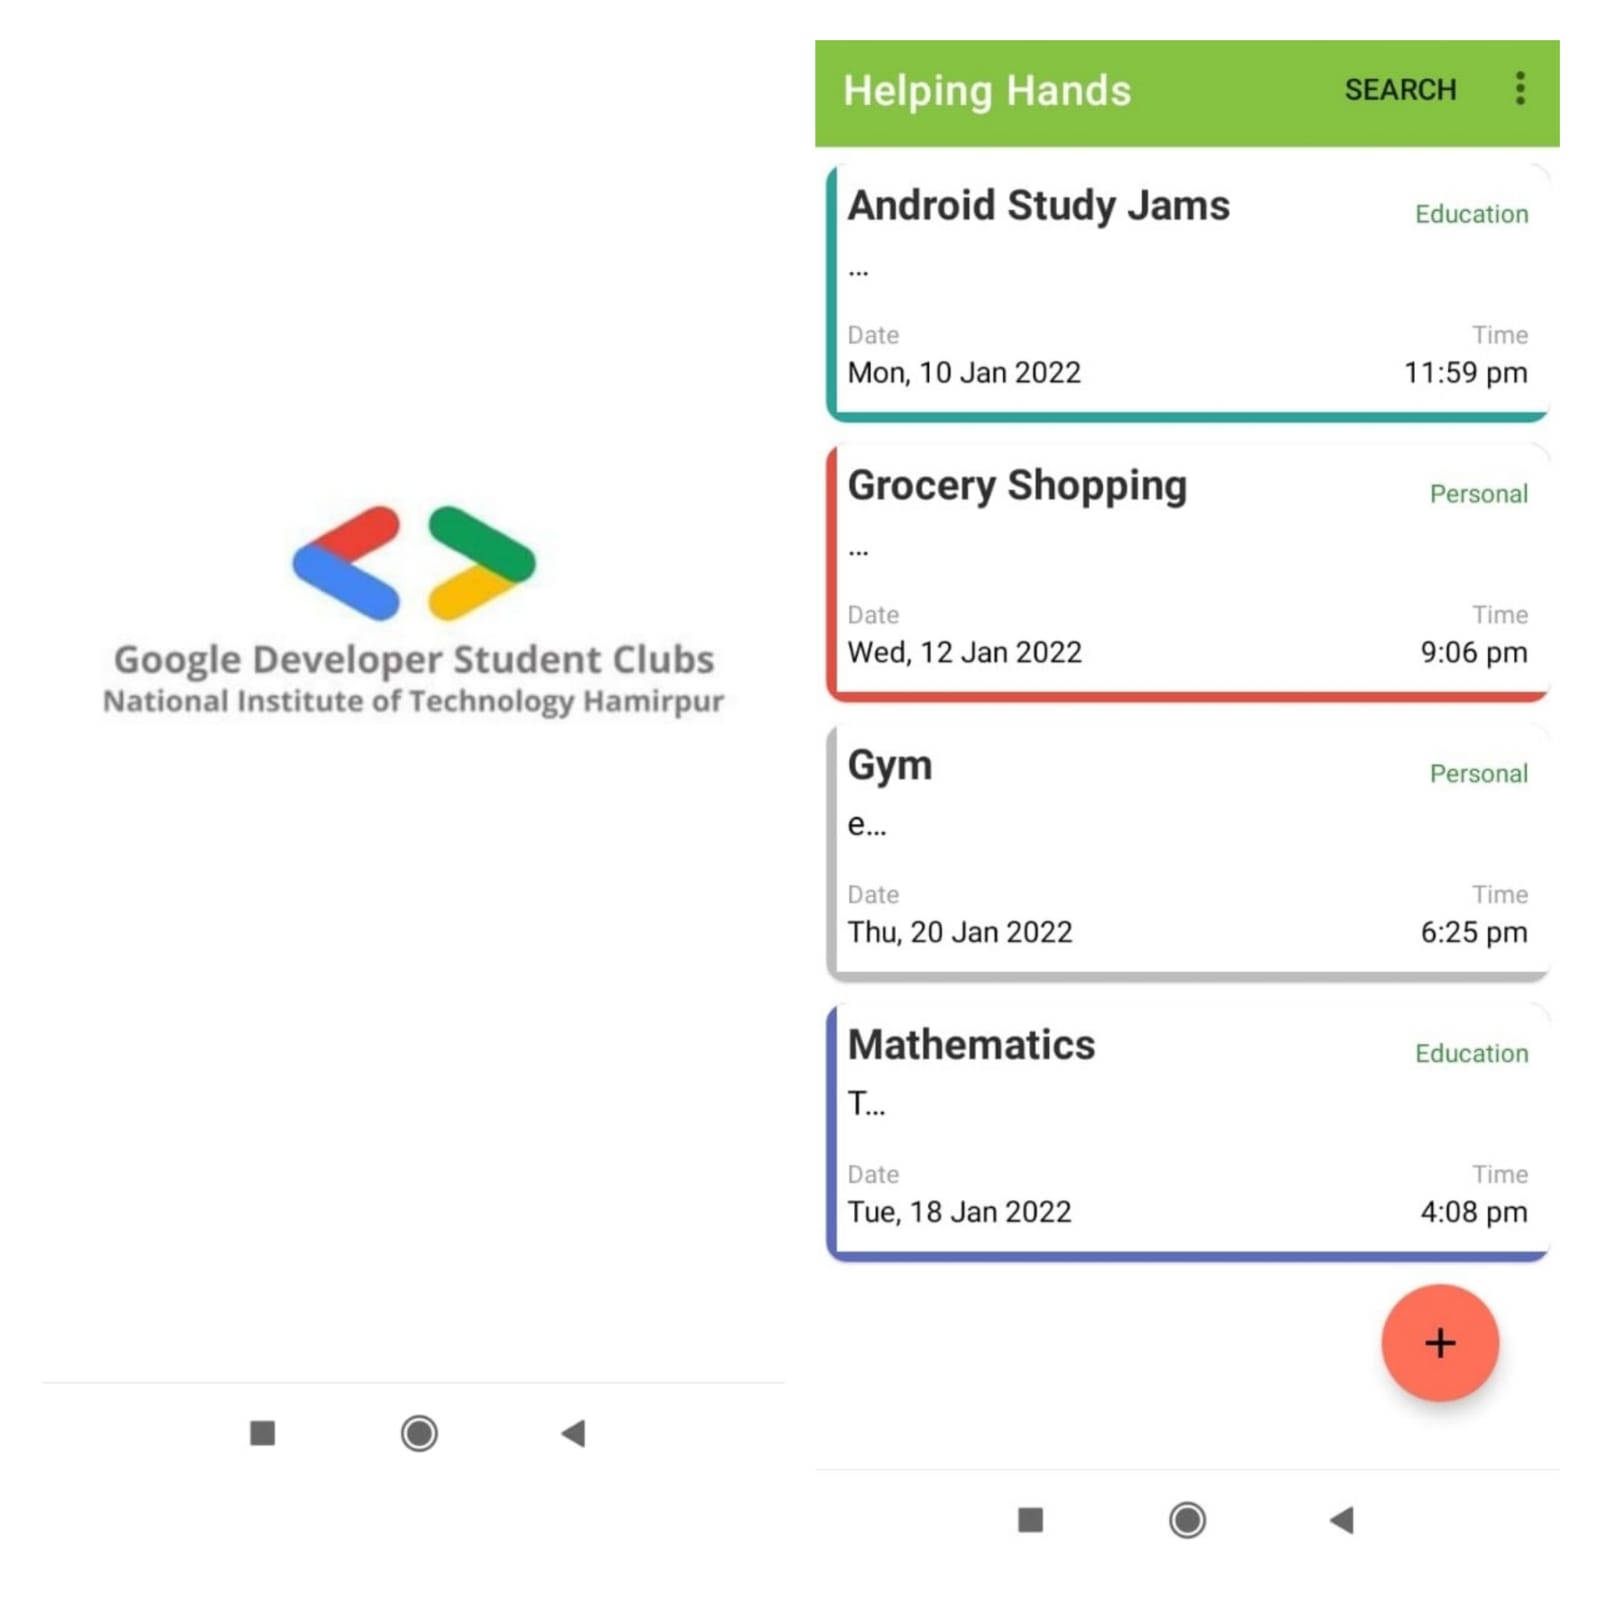 Google Developer Student Clubs
National Institute of Technology Hamirpur
Helping Hands SEARCH
Android Study Jams Education
...
Date Time
Mon, 10 Jan 2022 11:59 pm
Grocery Shopping Personal
...
Date Time
Wed, 12 Jan 2022 9:06 pm
Gym Personal
e...
Date Time
Thu, 20 Jan 2022 6:25 pm
Mathematics Education
T...
Date Time
Tue, 18 Jan 2022 4:08 pm
+